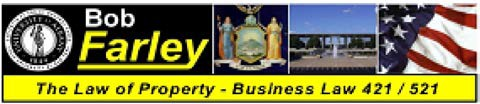 Bob
Farley
The Law of Property - Business Law 421 / 521